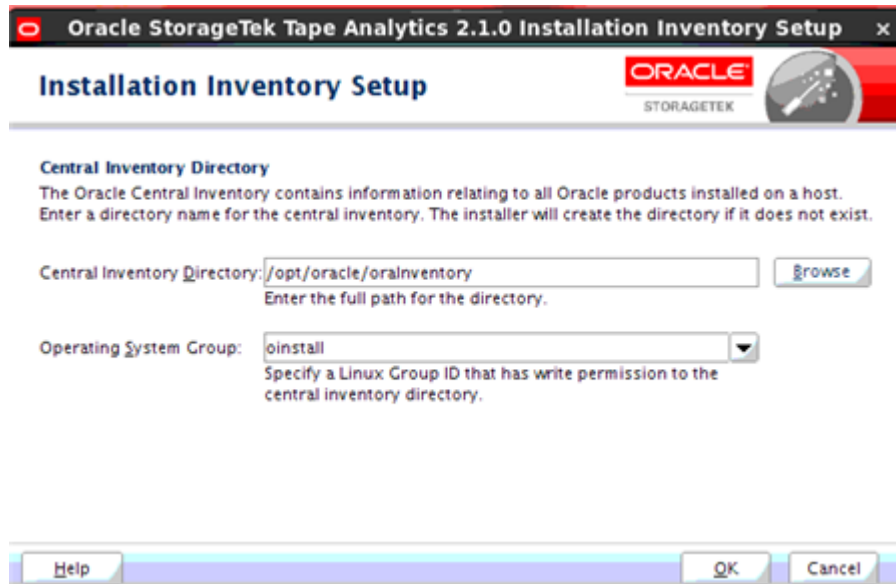 Oracle StorageTek Tape Analytics 2.1.0 Installation Inventory Setup
Installation Inventory Setup
ORACLE
STORAGETEK
Central Inventory Directory
The Oracle Central Inventory contains information relating to all Oracle products installed on a host.
Enter a directory name for the central inventory. The installer will create the directory if it does not exist.
Central Inventory Directory: /opt/oracle/oraInventory Browse
Enter the full path for the directory.
Operating System Group: oinstall
Specify a Linux Group ID that has write permission to the
central inventory directory.
Help OK Cancel